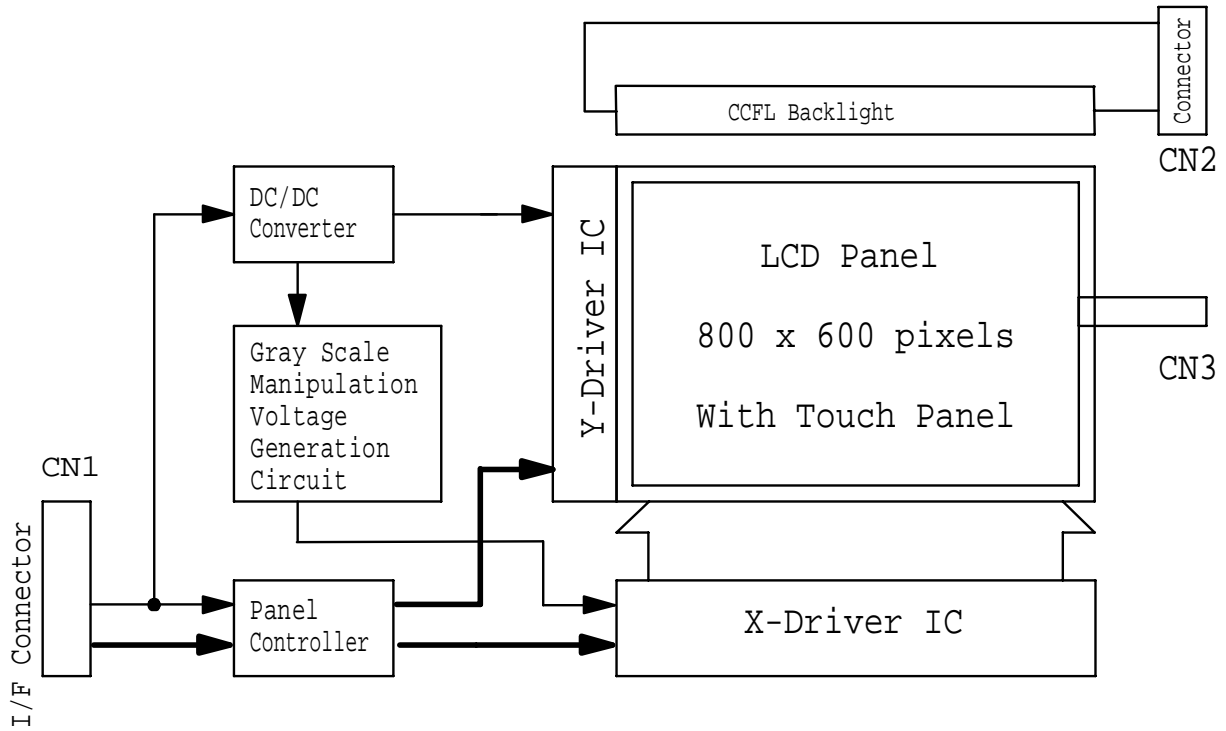 Connector
CCFL Backlight
CN2
DC/DC
Converter
Y-Driver IC
LCD Panel
800 x 600 pixels
With Touch Panel
CN3
Gray Scale
Manipulation
Voltage
Generation
Circuit
CN1
I/F Connector
Panel
Controller
X-Driver IC